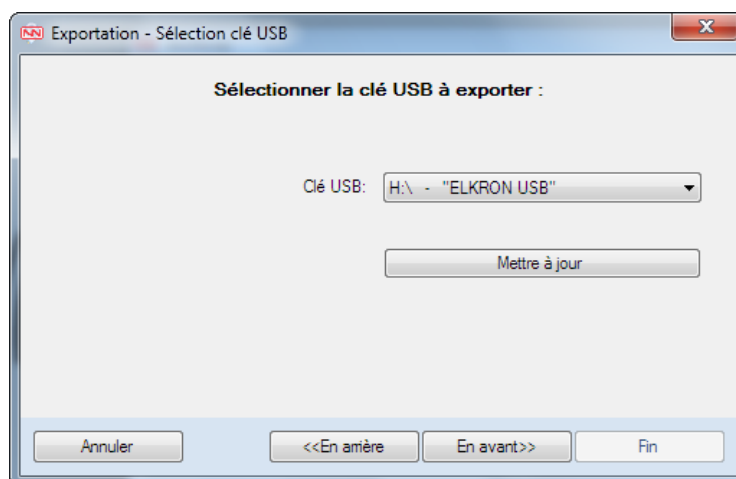 Exportation - Sélection clé USB
Sélectionner la clé USB à exporter :
Clé USB: H:\ - "ELKRON USB"
Mettre à jour
Annuler <<En arrière En avant>> Fin